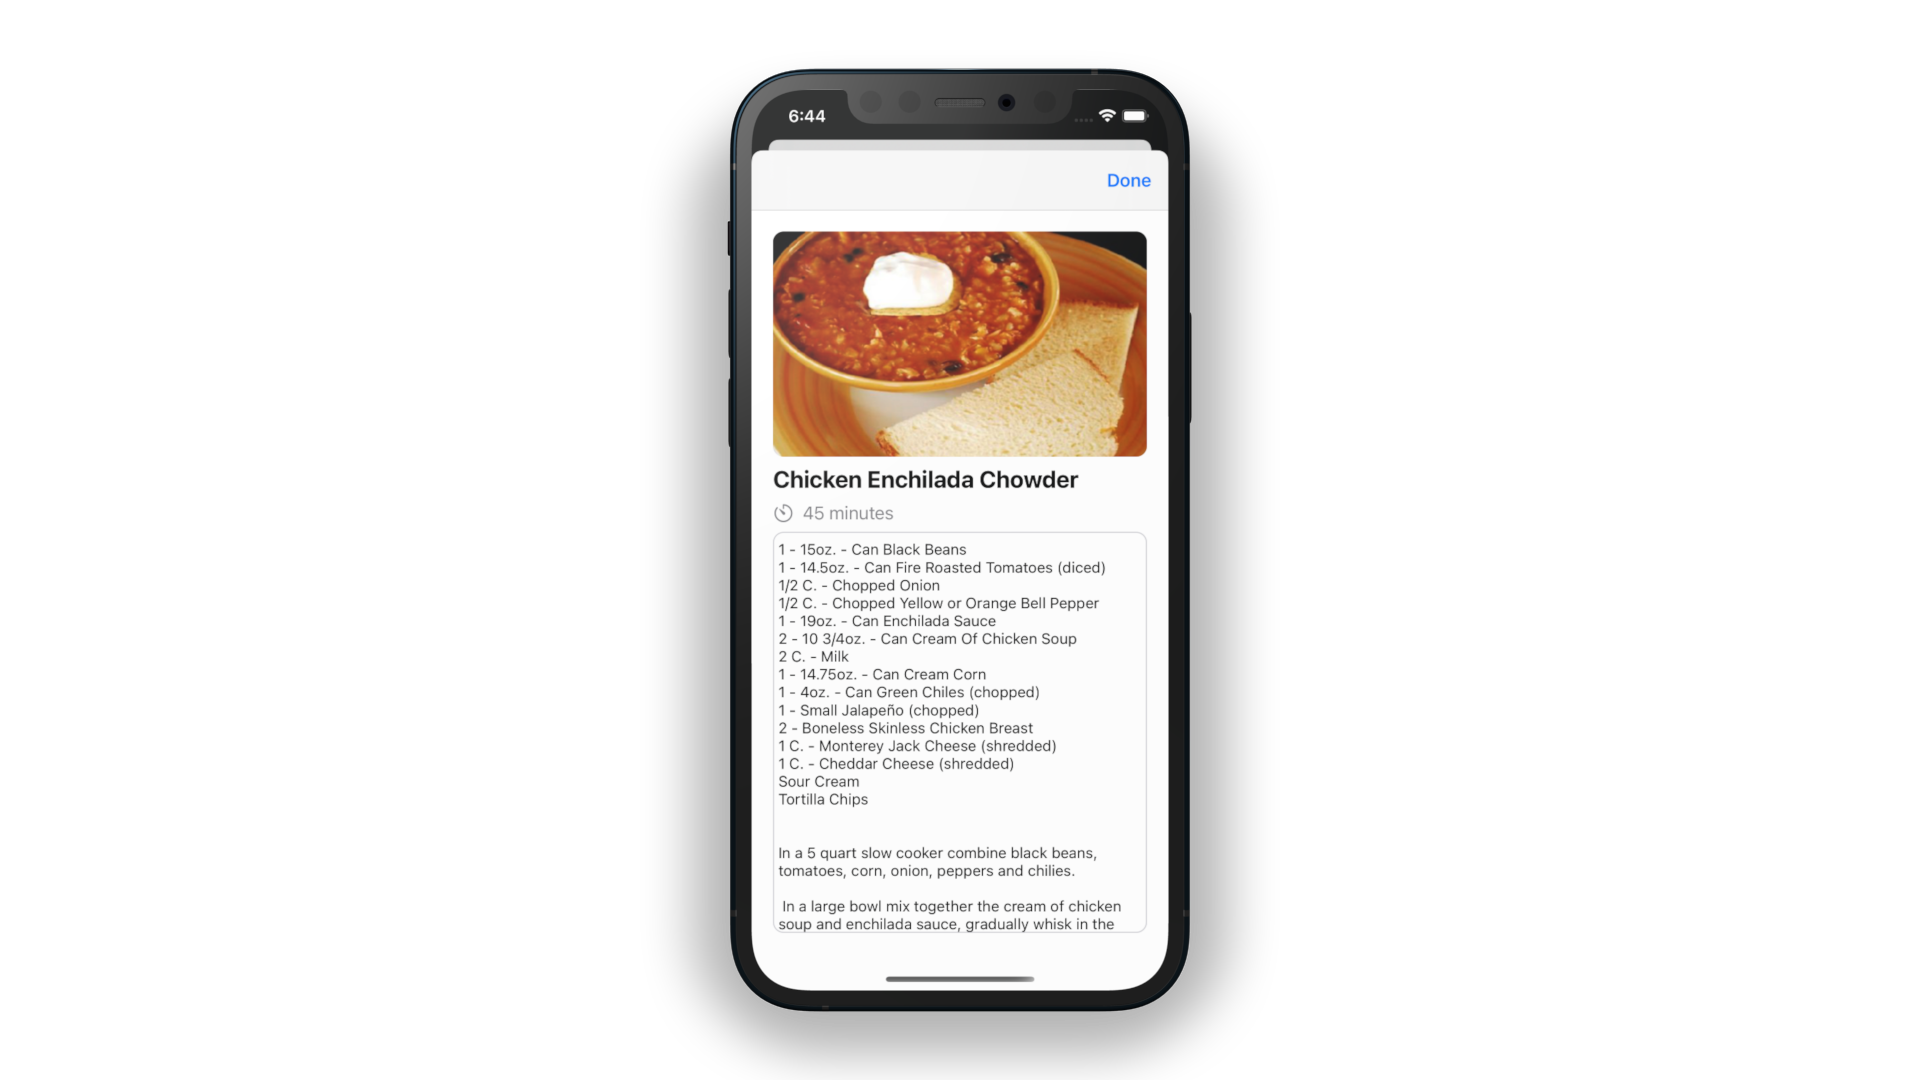 6:44
Done
Chicken Enchilada Chowder
45 minutes
1 - 15oz. - Can Black Beans
1 - 14.5oz. - Can Fire Roasted Tomatoes (diced)
1/2 C. - Chopped Onion
1/2 C. - Chopped Yellow or Orange Bell Pepper
1 - 19oz. - Can Enchilada Sauce
2 - 10 3/4oz. - Can Cream Of Chicken Soup
2 C. - Milk
1 - 14.75oz. - Can Cream Corn
1 - 4oz. - Can Green Chiles (chopped)
1 - Small Jalapeño (chopped)
2 - Boneless Skinless Chicken Breast
1 C. - Monterey Jack Cheese (shredded)
1 C. - Cheddar Cheese (shredded)
Sour Cream
Tortilla Chips
In a 5 quart slow cooker combine black beans,
tomatoes, corn, onion, peppers and chilies.
In a large bowl mix together the cream of chicken
soup and enchilada sauce, gradually whisk in the